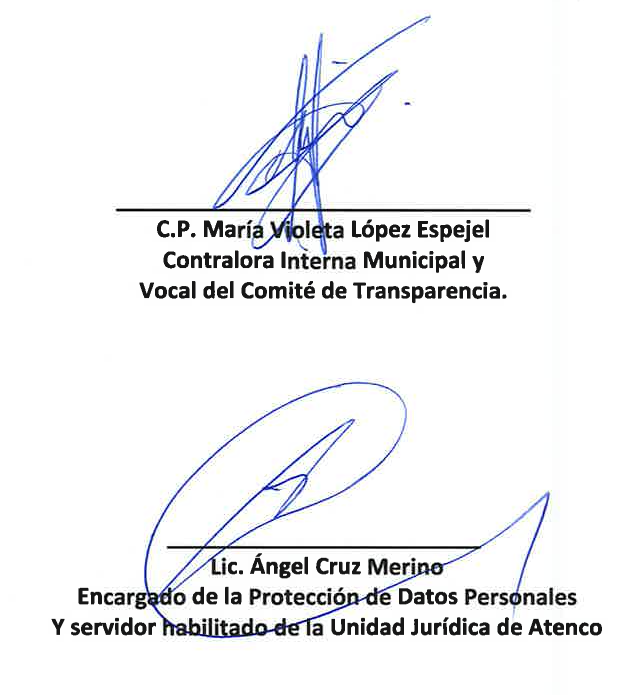 C.P. María Violeta López Espejel
Contralora Interna Municipal y
Vocal del Comité de Transparencia.
Lic. Ángel Cruz Merino
Encargado de la Protección de Datos Personales
Y servidor habilitado de la Unidad Jurídica de Atenco